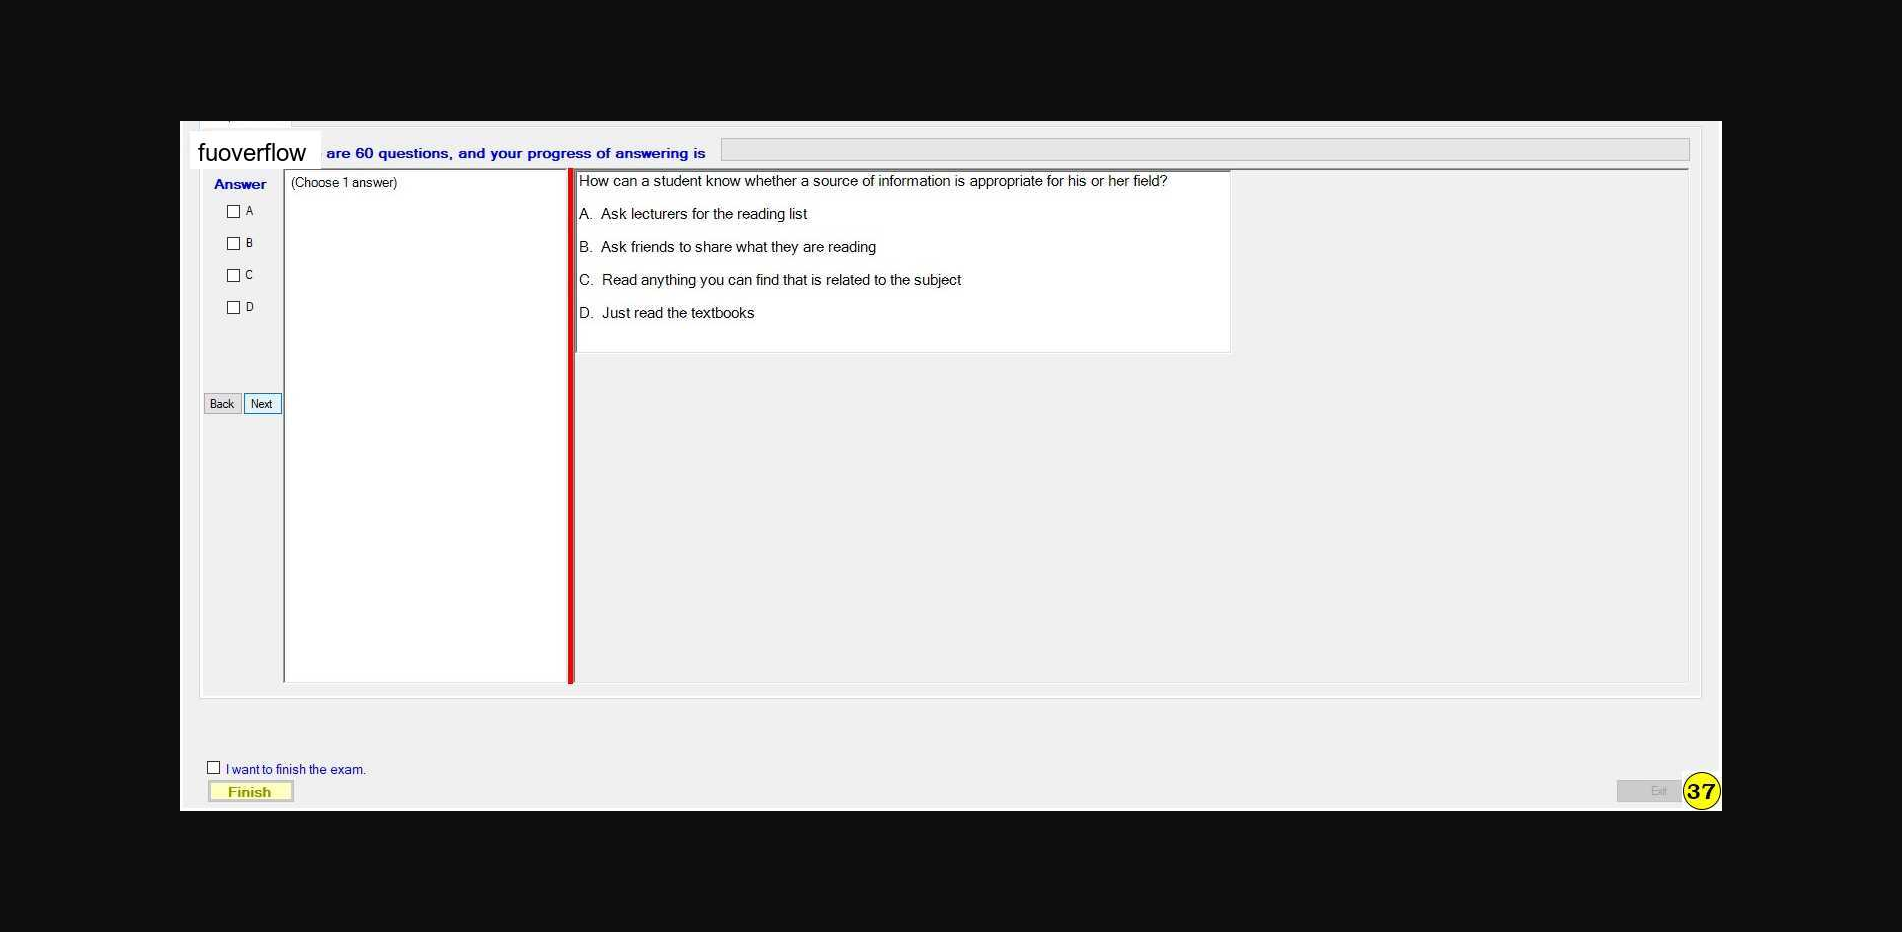 fuoverflow are 60 questions, and your progress of answering is
Answer
(Choose 1 answer)
A
B
C
D
Back Next
How can a student know whether a source of information is appropriate for his or her field?
A. Ask lecturers for the reading list
B. Ask friends to share what they are reading
C. Read anything you can find that is related to the subject
D. Just read the textbooks
I want to finish the exam.
Finish
Exit
37